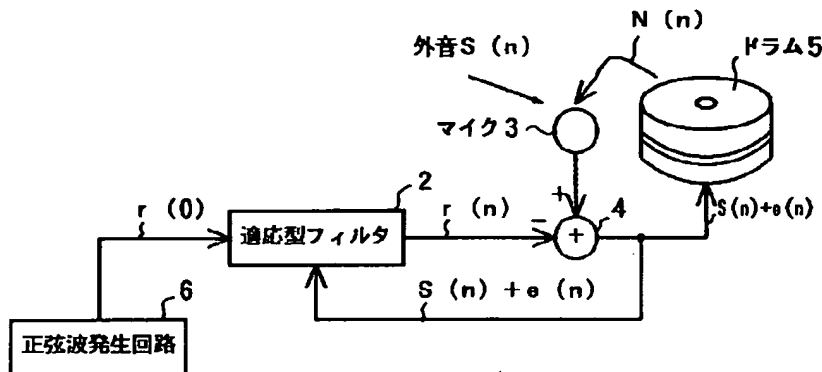 N (n)
外音S (n)
ドラム5
マイク3
+
2
r (0)
適応型フィルタ
r (n)
−
+
4
S(n)+e(n)
S (n) + e (n)
6
正弦波発生回路